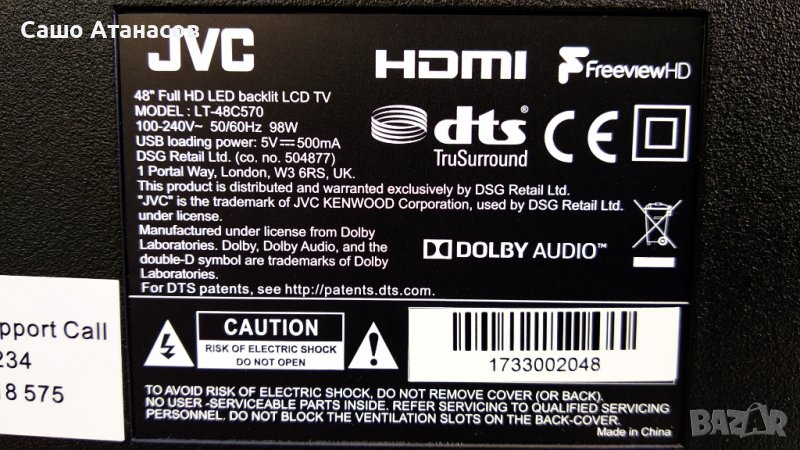 Сашо Атанасов
JVC
HDMI
FreeviewHD
48" Full HD LED backlit LCD TV
MODEL : LT-48C570
100-240V~ 50/60Hz 98W
USB loading power: 5V⎓500mA
DSG Retail Ltd. (co. no. 504877)
1 Portal Way, London, W3 6RS, UK.
dts
TruSurround
CE
This product is distributed and warranted exclusively by DSG Retail Ltd.
"JVC" is the trademark of JVC KENWOOD Corporation, used by DSG Retail Ltd.
under license.
Manufactured under license from Dolby
Laboratories. Dolby, Dolby Audio, and the
double-D symbol are trademarks of Dolby
Laboratories.
For DTS patents, see http://patents.dts.com.
DOLBY AUDIO™
pport Call
234
18 575
CAUTION
RISK OF ELECTRIC SHOCK
DO NOT OPEN
1733002048
TO AVOID RISK OF ELECTRIC SHOCK, DO NOT REMOVE COVER (OR BACK).
NO USER -SERVICEABLE PARTS INSIDE. REFER SERVICING TO QUALIFIED SERVICING
PERSONNEL. DO NOT BLOCK THE VENTILATION SLOTS ON THE BACK-COVER.
Made in China
BAZAR